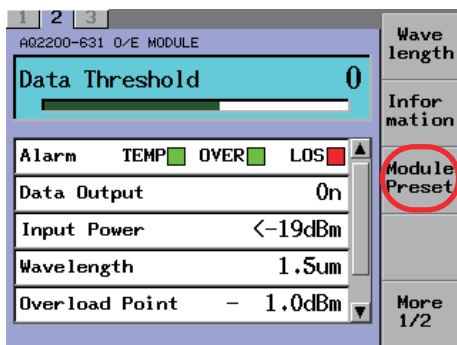 1 2 3
AQ2200-631 O/E MODULE
Data Threshold 0
Alarm TEMP OVER LOS
Data Output On
Input Power <-19dBm
Wavelength 1.5um
Overload Point - 1.0dBm
Wave
length
Infor
mation
Module
Preset
More
1/2